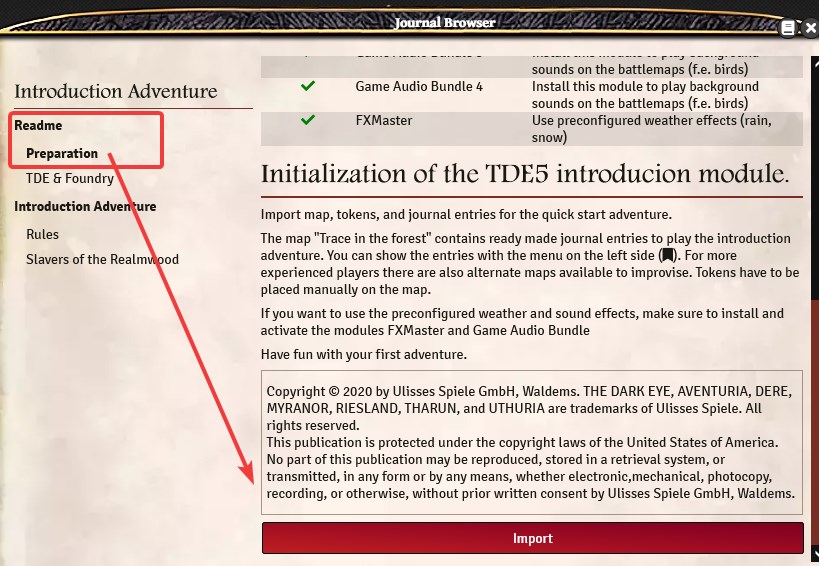 Journal Browser
Introduction Adventure
Readme
Preparation
TDE & Foundry
Introduction Adventure
Rules
Slavers of the Realmwood
Install this module to play background
sounds on the battlemaps (f.e. birds)
Game Audio Bundle 4
Install this module to play background
sounds on the battlemaps (f.e. birds)
FXMaster
Use preconfigured weather effects (rain,
snow)
Initialization of the TDE5 introducion module.
Import map, tokens, and journal entries for the quick start adventure.
The map "Trace in the forest" contains ready made journal entries to play the introduction
adventure. You can show the entries with the menu on the left side (). For more
experienced players there are also alternate maps available to improvise. Tokens have to be
placed manually on the map.
If you want to use the preconfigured weather and sound effects, make sure to install and
activate the modules FXMaster and Game Audio Bundle
Have fun with your first adventure.
Copyright © 2020 by Ulisses Spiele GmbH, Waldems. THE DARK EYE, AVENTURIA, DERE,
MYRANOR, RIESLAND, THARUN, and UTHURIA are trademarks of Ulisses Spiele. All
rights reserved.
This publication is protected under the copyright laws of the United States of America.
No part of this publication may be reproduced, stored in a retrieval system, or
transmitted, in any form or by any means, whether electronic,mechanical, photocopy,
recording, or otherwise, without prior written consent by Ulisses Spiele GmbH, Waldems.
Import